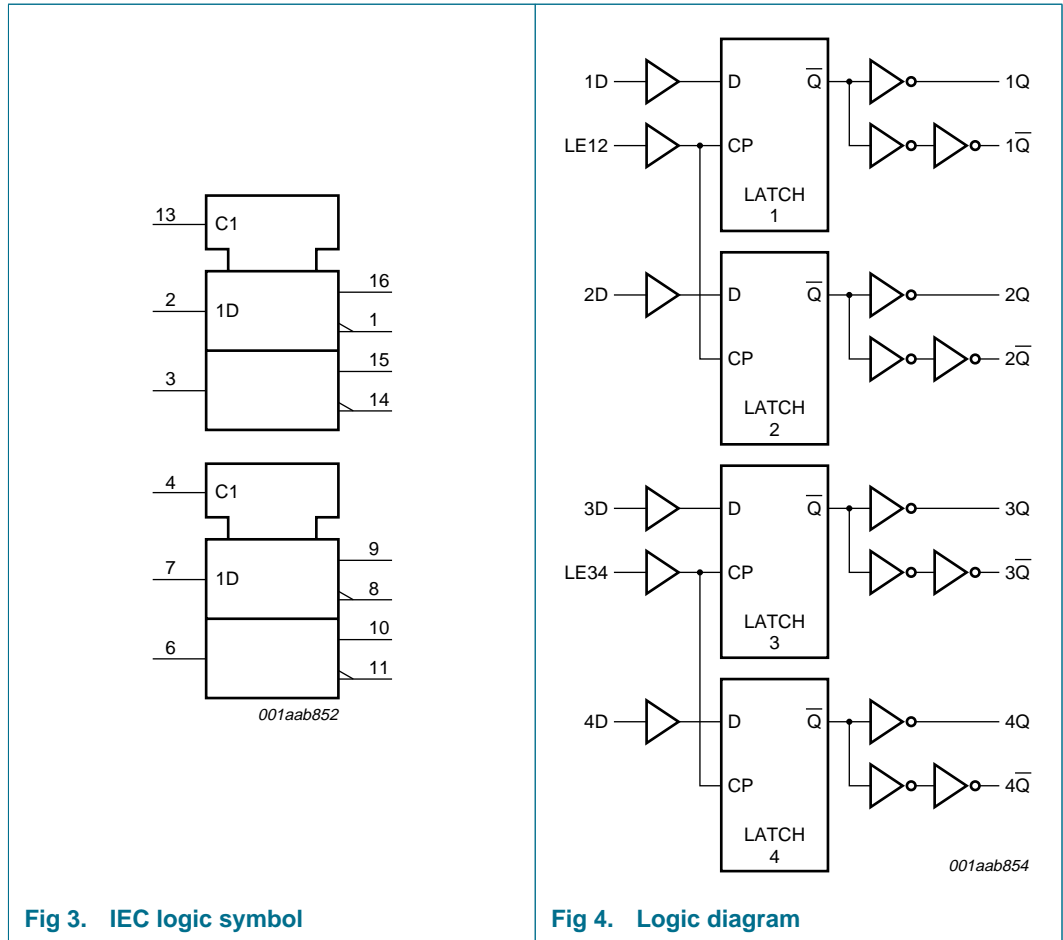 13
C1
16
2
1D
1
15
3
14
4
C1
9
7
1D
8
10
6
11
001aab852
Fig 3. IEC logic symbol
1D
D
Q̅
1Q
LE12
CP
1Q̅
LATCH
1
2D
D
Q̅
2Q
CP
2Q̅
LATCH
2
3D
D
Q̅
3Q
LE34
CP
3Q̅
LATCH
3
4D
D
Q̅
4Q
CP
4Q̅
LATCH
4
001aab854
Fig 4. Logic diagram